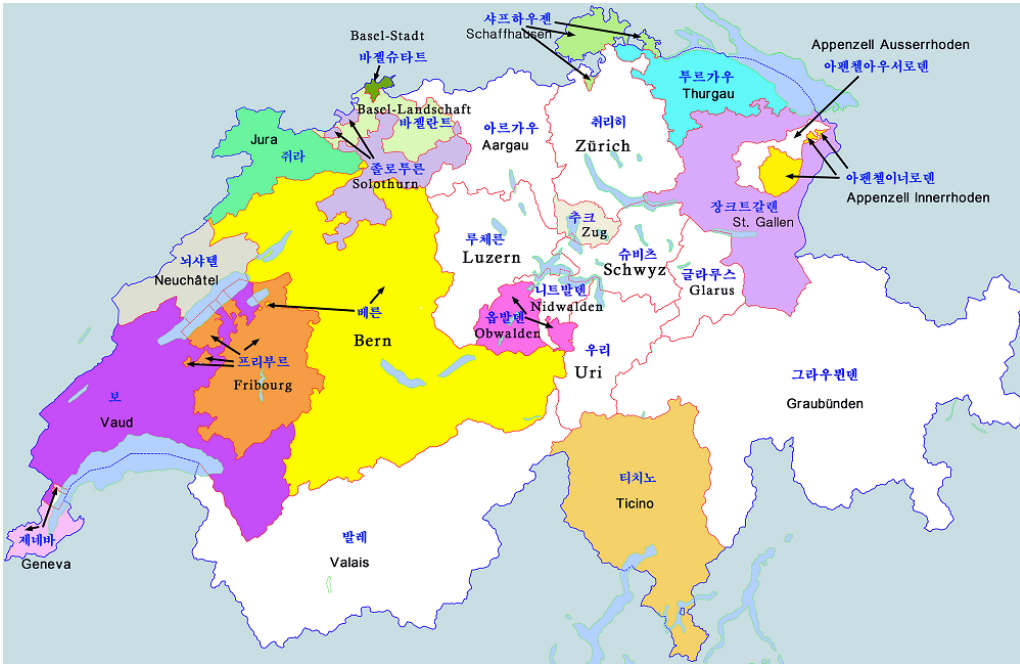 샤프하우젠
Schaffhausen
Basel-Stadt
바젤슈타트
Appenzell Ausserrhoden
아펜첼아우서로덴
투르가우
Thurgau
Basel-Landschaft
바젤란트
아르가우
Aargau
취리히
Zürich
Jura
쥐라
졸로투른
Solothurn
아펜첼이너로덴
Appenzell Innerrhoden
장크트갈렌
St. Gallen
추크
Zug
루체른
Luzern
슈비츠
Schwyz
뇌샤텔
Neuchâtel
글라루스
Glarus
니트발덴
Nidwalden
옵발덴
Obwalden
베른
Bern
우리
Uri
프리부르
Fribourg
그라우뷘덴
Graubünden
보
Vaud
티치노
Ticino
제네바
Geneva
발레
Valais